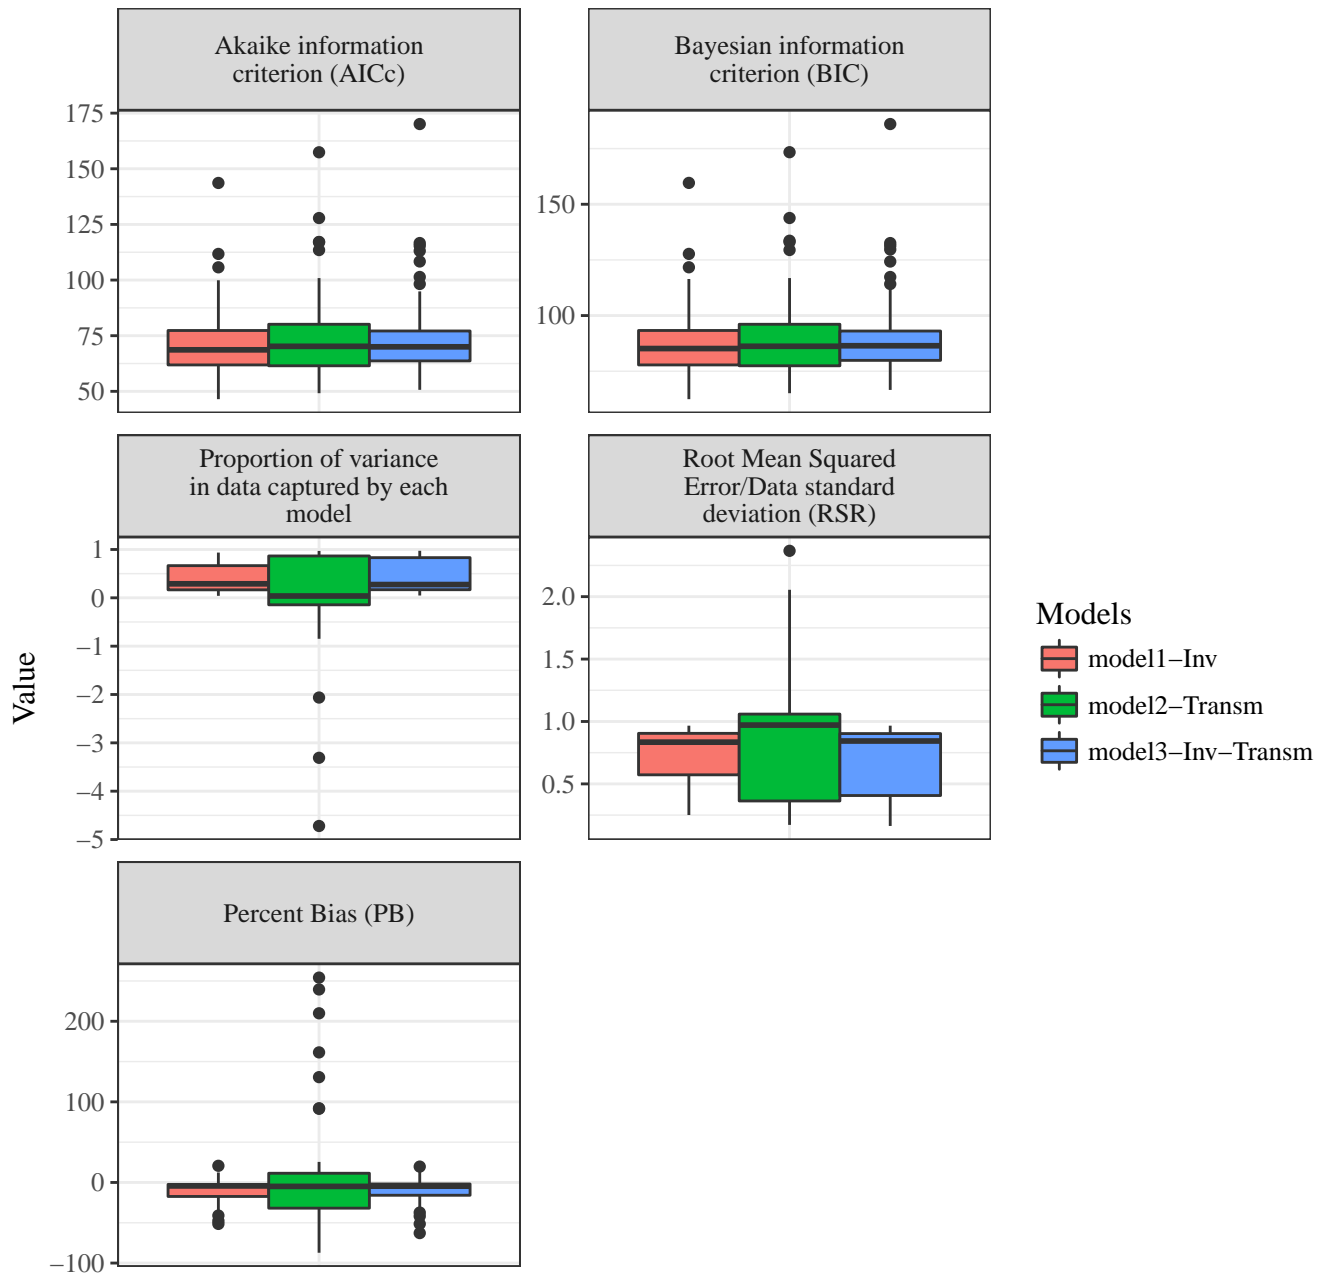 Akaike information
criterion (AICc)
Bayesian information
criterion (BIC)
175
150
125
100
75
50
150
100
Proportion of variance
in data captured by each
model
Root Mean Squared
Error/Data standard
deviation (RSR)
1
0
−1
−2
−3
−4
−5
2.0
1.5
1.0
0.5
Value
Models
model1−Inv
model2−Transm
model3−Inv−Transm
Percent Bias (PB)
200
100
0
−100